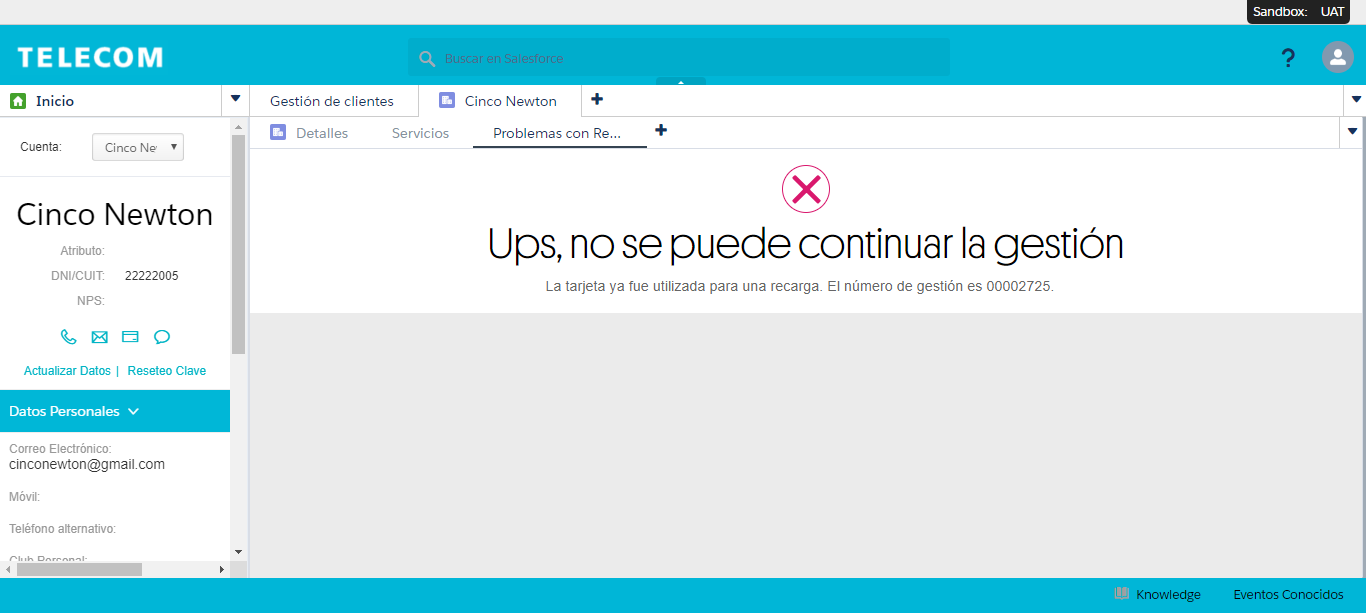 Sandbox: UAT
TELECOM
Buscar en Salesforce
?
Inicio
Gestión de clientes
Cinco Newton
Detalles
Servicios
Problemas con Re...
Cuenta:
Cinco Ne
Cinco Newton
Atributo:
DNI/CUIT: 22222005
NPS:
Actualizar Datos | Reseteo Clave
Datos Personales
Correo Electrónico:
cinconewton@gmail.com
Móvil:
Teléfono alternativo:
Club Personal:
Ups, no se puede continuar la gestión
La tarjeta ya fue utilizada para una recarga. El número de gestión es 00002725.
Knowledge
Eventos Conocidos